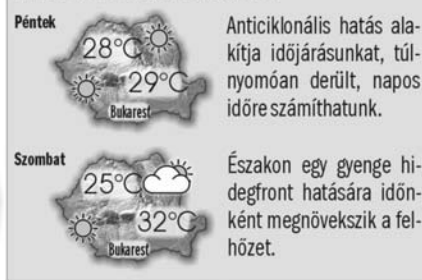 Péntek
28°C
29°C
Bukarest
Anticiklonális hatás ala-
kítja időjárásunkat, túl-
nyomóan derült, napos
időre számíthatunk.
Szombat
25°C
32°C
Bukarest
Északon egy gyenge hi-
degfront hatására időn-
ként megnövekszik a fel-
hőzet.